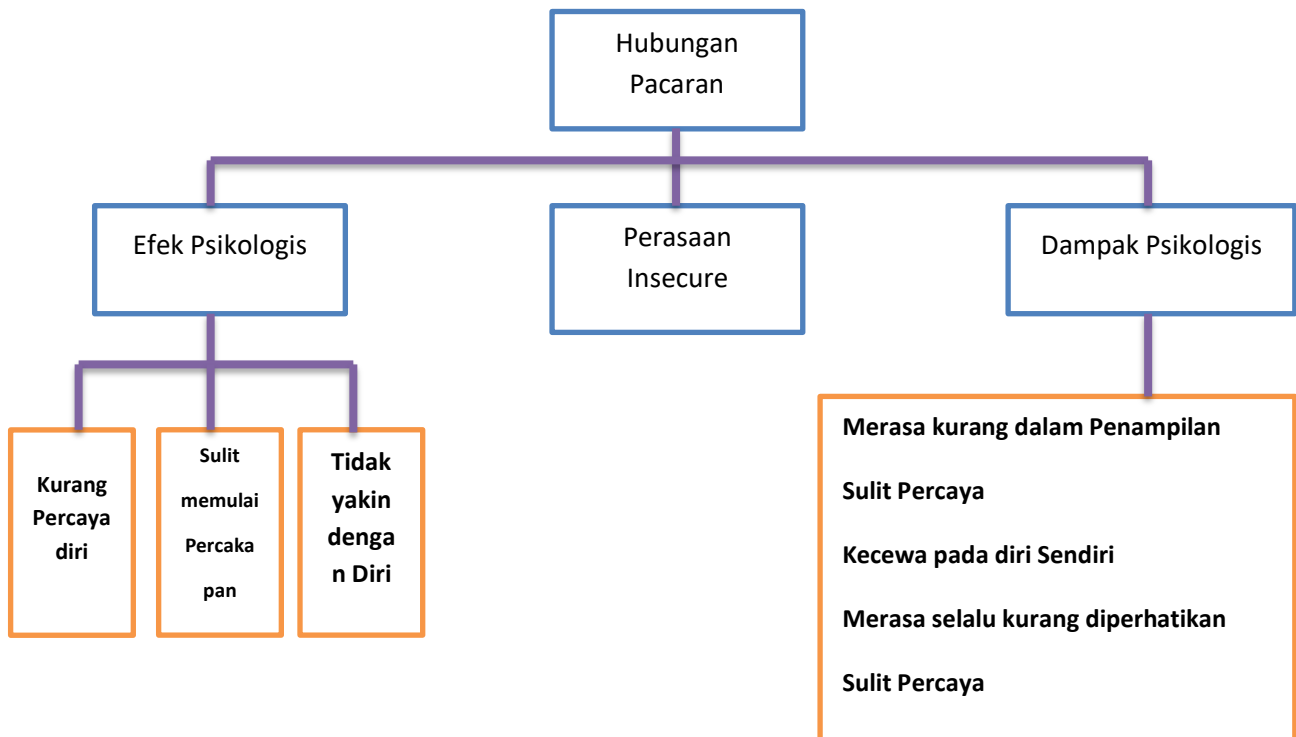 Hubungan
Pacaran
Efek Psikologis
Perasaan
Insecure
Dampak Psikologis
Kurang
Percaya
diri
Sulit
memulai
Percaka
pan
Tidak
yakin
denga
n Diri
Merasa kurang dalam Penampilan
Sulit Percaya
Kecewa pada diri Sendiri
Merasa selalu kurang diperhatikan
Sulit Percaya